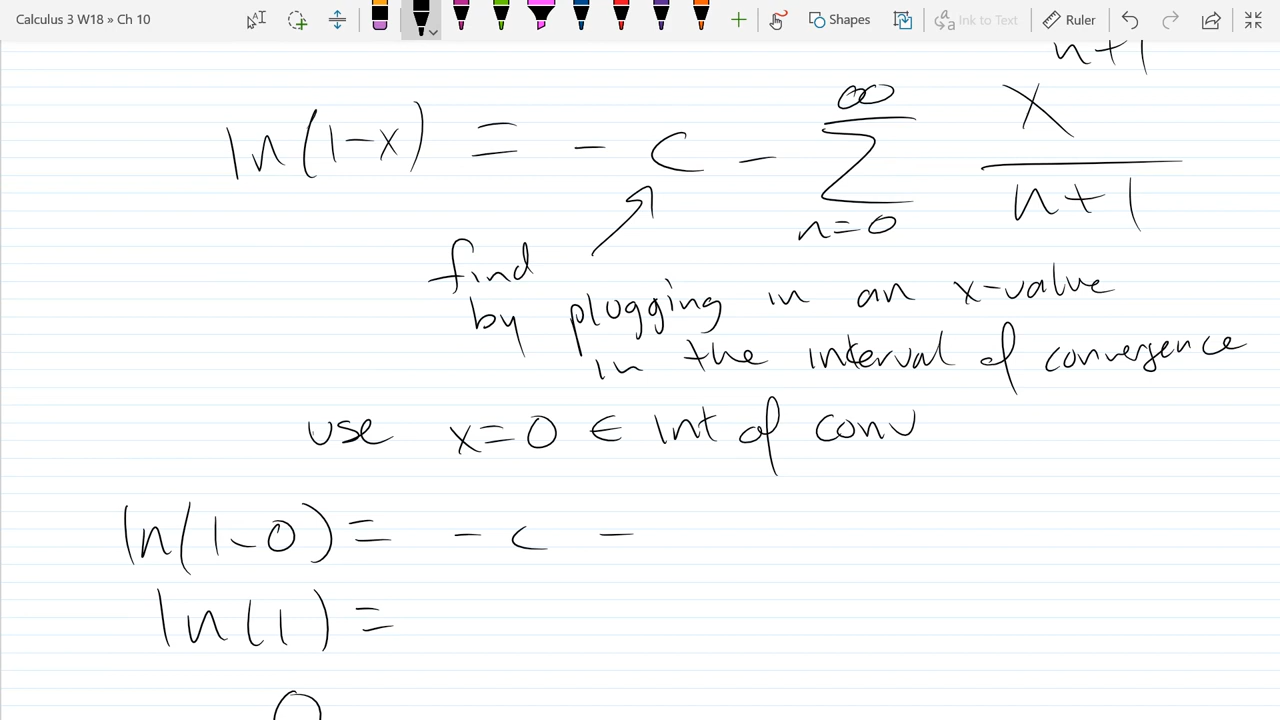 Calculus 3 W18 » Ch 10
Shapes
Ink to Text
Ruler
n+1
ln(1-x) = - C - ∞ ∑ n=0 x / n+1
find
by plugging in an x-value
in the interval of convergence
use x=0 ∈ Int of conv
ln(1-0) = - c -
ln(1) =
0